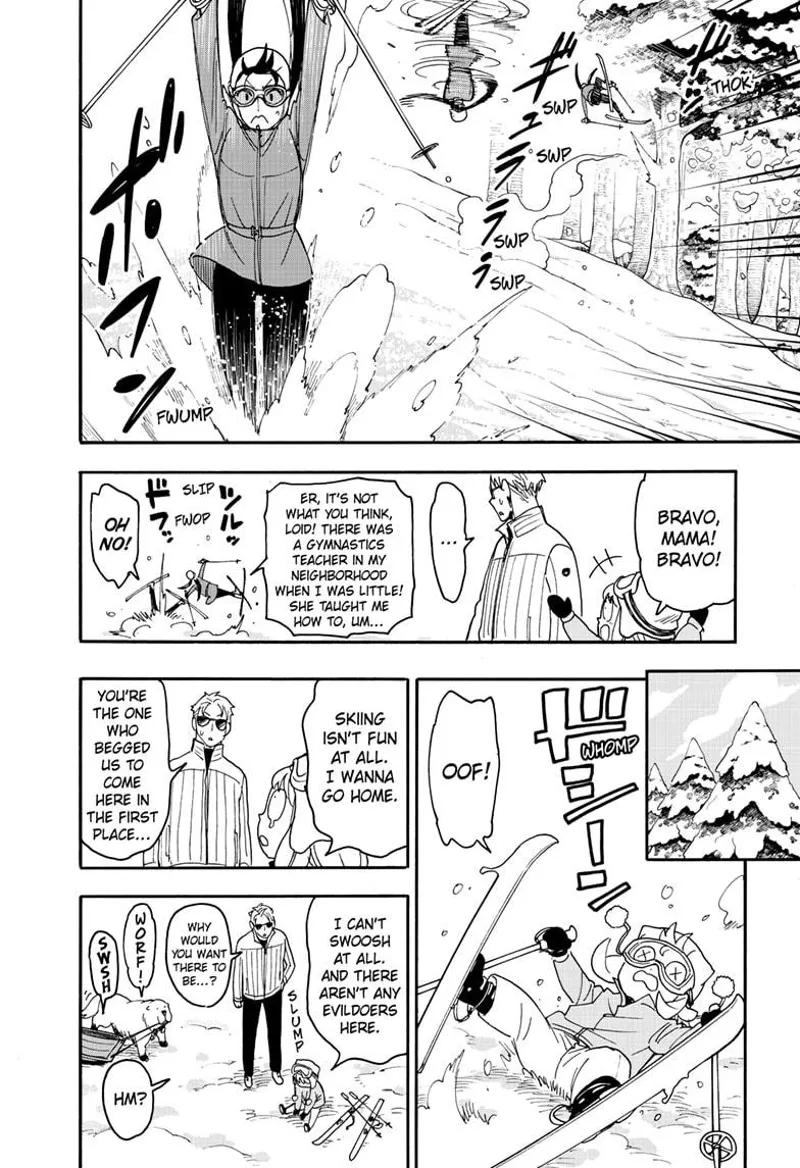 THOK
ドッ
SWP
SWP
SWP
SWP
ギュラララ
ボフン
FWUMP
BRAVO,
MAMA!
BRAVO!
...
ER, IT'S NOT
WHAT YOU THINK,
LOID! THERE WAS
A GYMNASTICS
TEACHER IN MY
NEIGHBORHOOD
WHEN I WAS LITTLE!
SHE TAUGHT ME
HOW TO, UM...
SLIP
ツルッ
FWOP
ドフッ
OH
NO!
WHOMP
ドシーン!
OOF!
SKIING
ISN'T FUN
AT ALL.
I WANNA
GO HOME.
YOU'RE
THE ONE
WHO
BEGGED
US TO
COME
HERE IN
THE FIRST
PLACE...
I CAN'T
SWOOSH
AT ALL.
AND THERE
AREN'T ANY
EVILDOERS
HERE.
SLUMP
WHY
WOULD
YOU WANT
THERE TO
BE...?
WORF!
SWSH
HM?